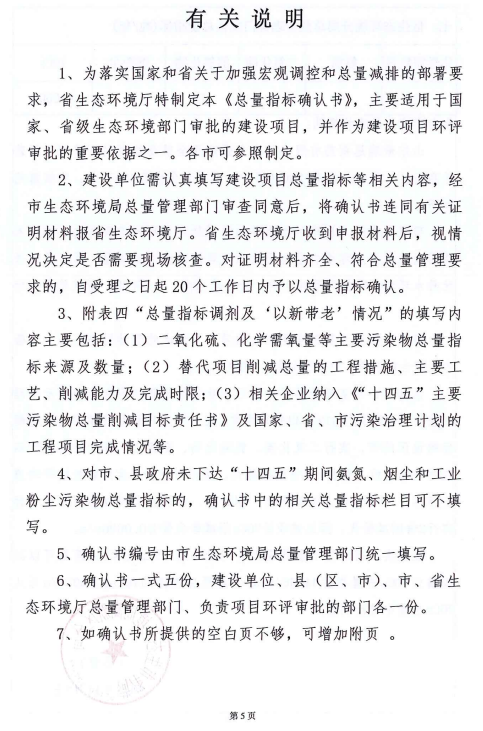 有关说明
1、为落实国家和省关于加强宏观调控和总量减排的部署要
求，省生态环境厅特制定本《总量指标确认书》，主要适用于国
家、省级生态环境部门审批的建设项目，并作为建设项目环评
审批的重要依据之一。各市可参照制定。
2、建设单位需认真填写建设项目总量指标等相关内容，经
市生态环境局总量管理部门审查同意后，将确认书连同有关证
明材料报省生态环境厅。省生态环境厅收到申报材料后，视情
况决定是否需要现场核查。对证明材料齐全、符合总量管理要
求的，自受理之日起 20 个工作日内予以总量指标确认。
3、附表四“总量指标调剂及‘以新带老’情况”的填写内
容主要包括：（1）二氧化硫、化学需氧量等主要污染物总量指
标来源及数量；（2）替代项目削减总量的工程措施、主要工
艺、削减能力及完成时限；（3）相关企业纳入《“十四五”主要
污染物总量削减目标责任书》及国家、省、市污染治理计划的
工程项目完成情况等。
4、对市、县政府未下达“十四五”期间氨氮、烟尘和工业
粉尘污染物总量指标的，确认书中的相关总量指标栏目可不填
写。
5、确认书编号由市生态环境局总量管理部门统一填写。
6、确认书一式五份，建设单位、县（区、市）、市、省生
态环境厅总量管理部门、负责项目环评审批的部门各一份。
7、如确认书所提供的空白页不够，可增加附页 。
第 5 页